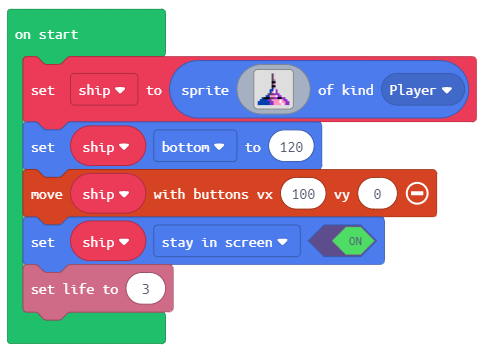 on start
set ship to sprite of kind Player
set ship bottom to 120
move ship with buttons vx 100 vy 0
set ship stay in screen ON
set life to 3